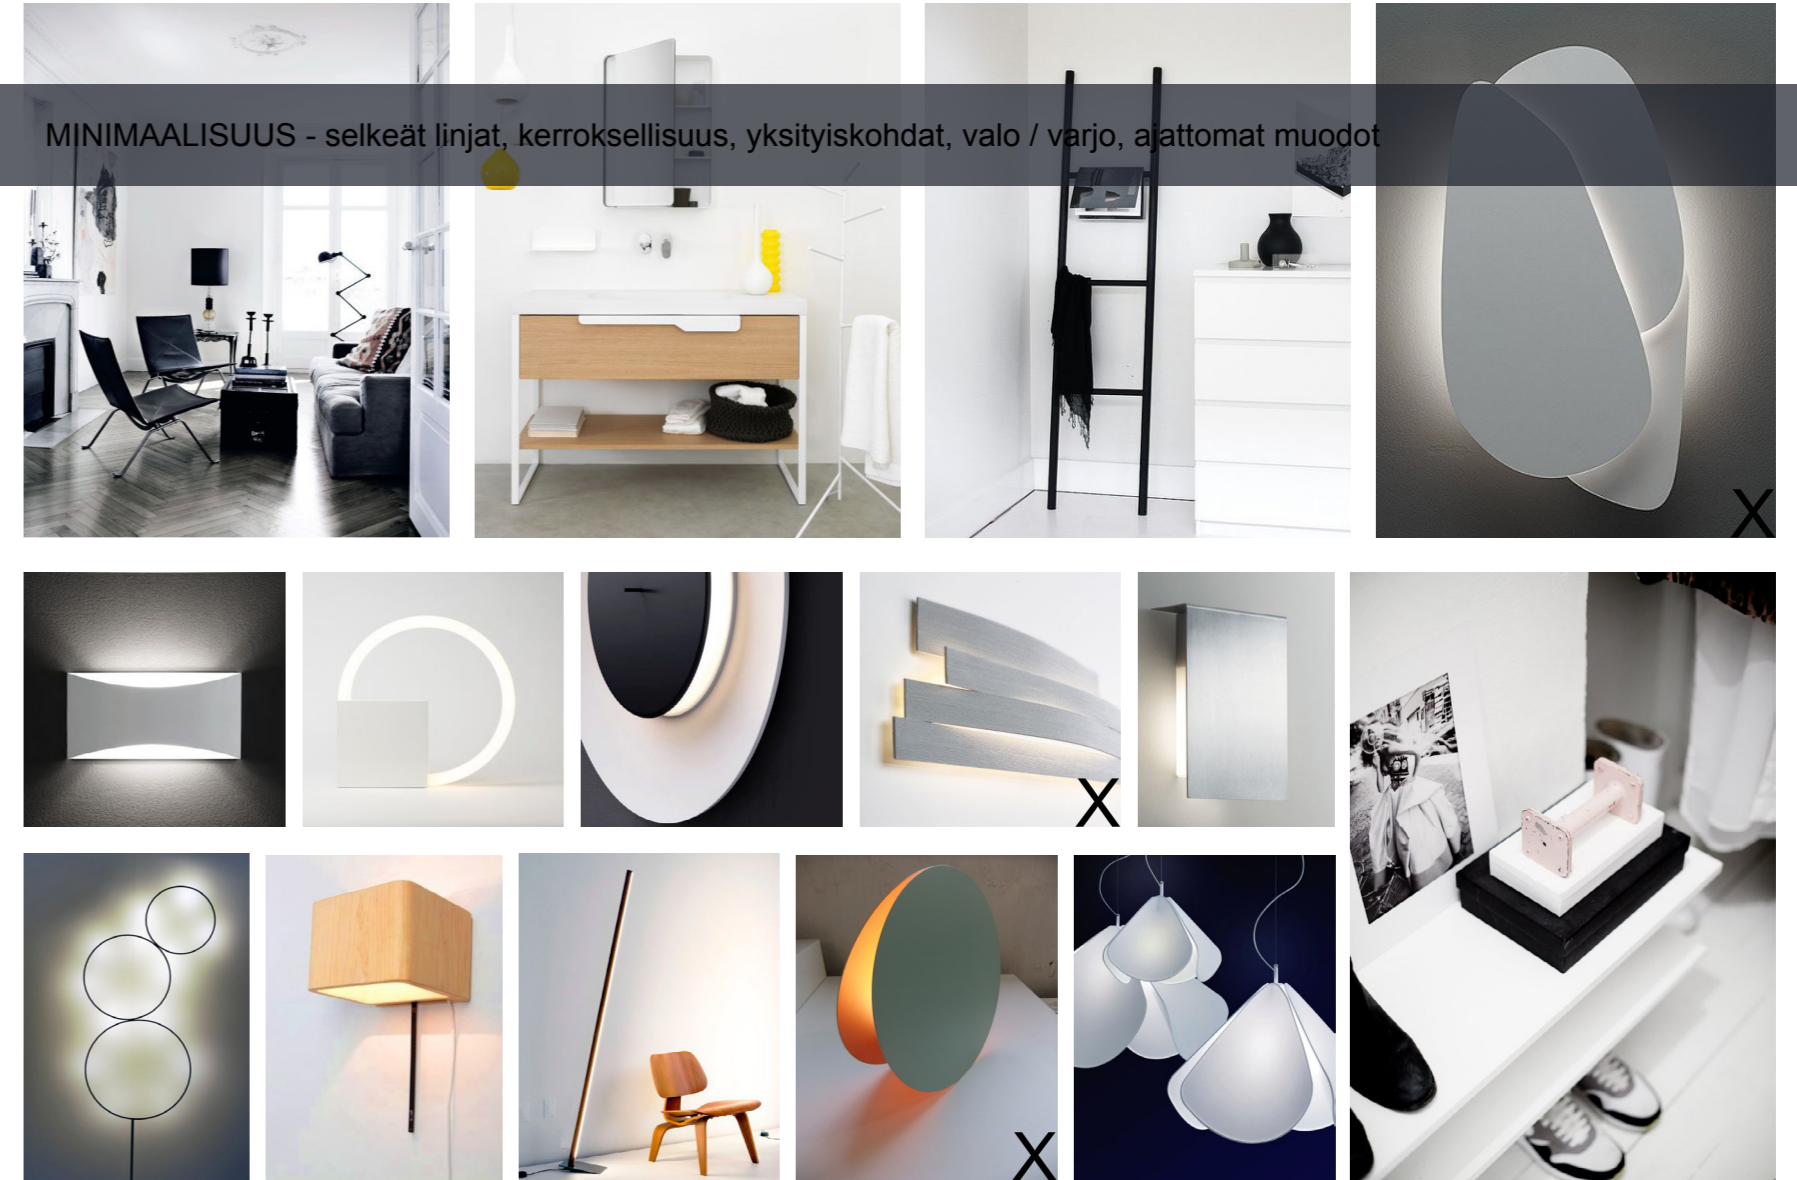 MINIMAALISUUS - selkeät linjat, kerroksellisuus, yksityiskohdat, valo / varjo, ajattomat muodot
X
X
X